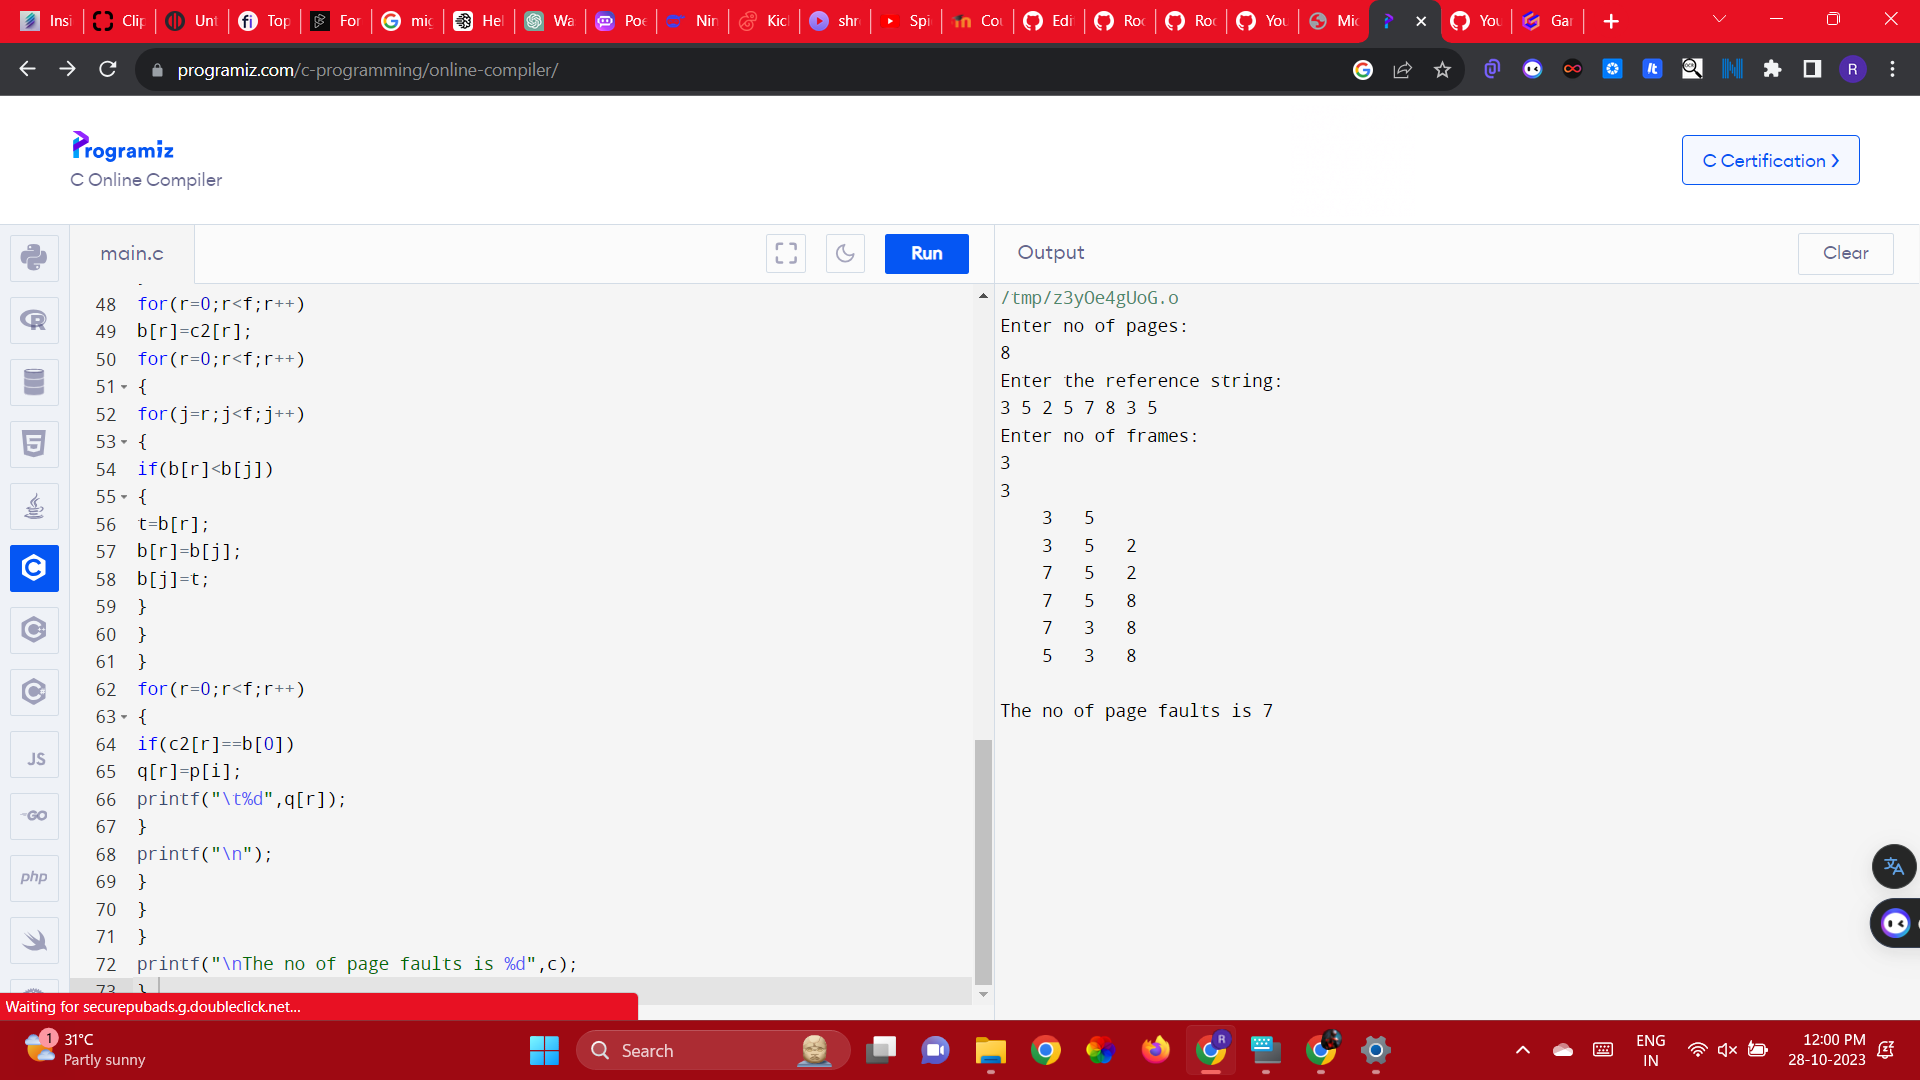 Insi
Clip
Unt
Top
For
mig
Hel
Wa
Poe
Nin
Kicl
shre
Spi
Cou
Edi
Roc
Roc
You
Mic
You
Gar
programiz.com/c-programming/online-compiler/
R
Programiz
C Online Compiler
C Certification
main.c
Run
Output
Clear
48 for(r=0;r<f;r++)
49 b[r]=c2[r];
50 for(r=0;r<f;r++)
51 {
52 for(j=r;j<f;j++)
53 {
54 if(b[r]<b[j])
55 {
56 t=b[r];
57 b[r]=b[j];
58 b[j]=t;
59 }
60 }
61 }
62 for(r=0;r<f;r++)
63 {
64 if(c2[r]==b[0])
65 q[r]=p[i];
66 printf("\t%d",q[r]);
67 }
68 printf("\n");
69 }
70 }
71 }
72 printf("\nThe no of page faults is %d",c);
73 }
/tmp/z3yOe4gUoG.o
Enter no of pages:
8
Enter the reference string:
3 5 2 5 7 8 3 5
Enter no of frames:
3
3
3 5
3 5 2
7 5 2
7 5 8
7 3 8
5 3 8
The no of page faults is 7
JS
GO
php
Waiting for securepubads.g.doubleclick.net...
1
31°C
Partly sunny
Search
ENG
IN
12:00 PM
28-10-2023